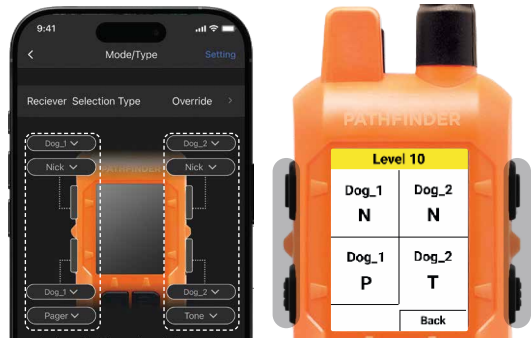 9:41
Mode/Type
Setting
Reciever Selection Type
Override
Dog_1
Dog_2
Nick
Nick
PATHFINDER
Dog_1
Dog_2
Pager
Tone
PATHFINDER
Level 10
Dog_1
N
Dog_2
N
Dog_1
P
Dog_2
T
Back